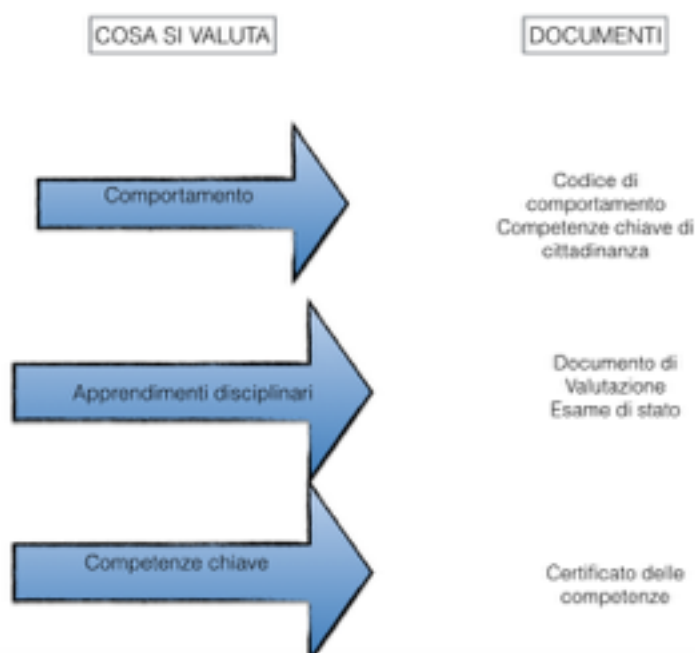 COSA SI VALUTA
DOCUMENTI
Comportamento
Codice di
comportamento
Competenze chiave di
cittadinanza
Apprendimenti disciplinari
Documento di
Valutazione
Esame di stato
Competenze chiave
Certificato delle
competenze